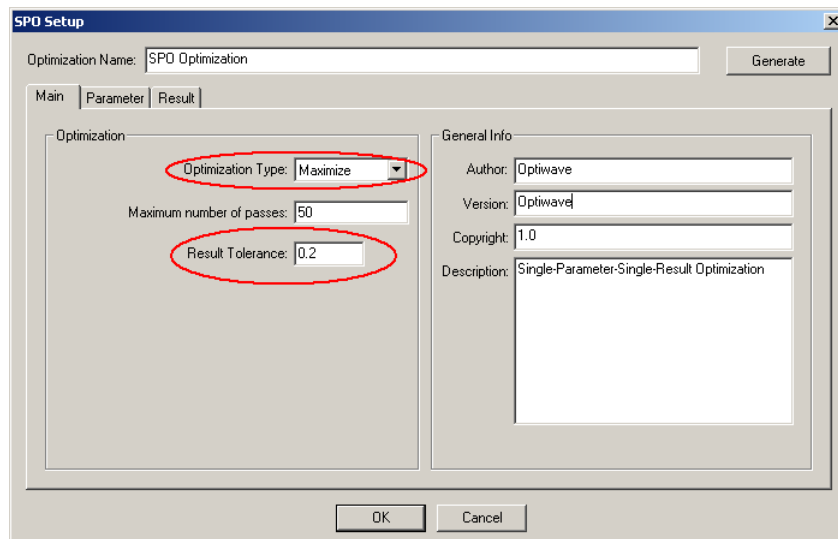 SPO Setup
Optimization Name: SPO Optimization
Generate
Main Parameter Result
Optimization
Optimization Type: Maximize
Maximum number of passes: 50
Result Tolerance: 0.2
General Info
Author: Optiwave
Version: Optiwave
Copyright: 1.0
Description: Single-Parameter-Single-Result Optimization
OK Cancel